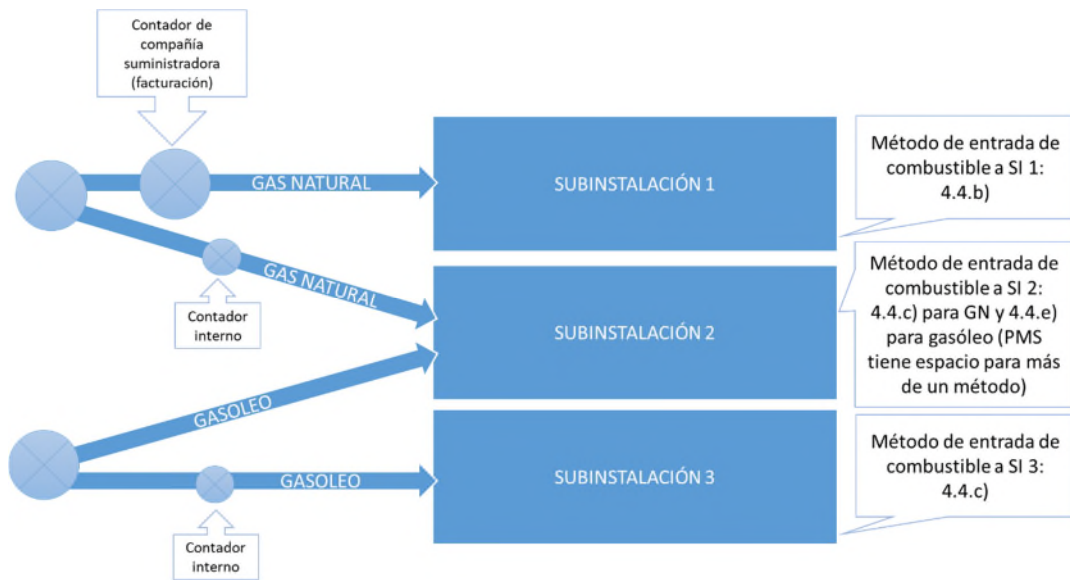 Contador de
compañía
suministradora
(facturación)
GAS NATURAL
SUBINSTALACIÓN 1
Método de entrada de
combustible a SI 1:
4.4.b)
GAS NATURAL
Contador
interno
SUBINSTALACIÓN 2
Método de entrada de
combustible a SI 2:
4.4.c) para GN y 4.4.e)
para gasóleo (PMS
tiene espacio para más
de un método)
GASOLEO
GASOLEO
SUBINSTALACIÓN 3
Método de entrada de
combustible a SI 3:
4.4.c)
Contador
interno